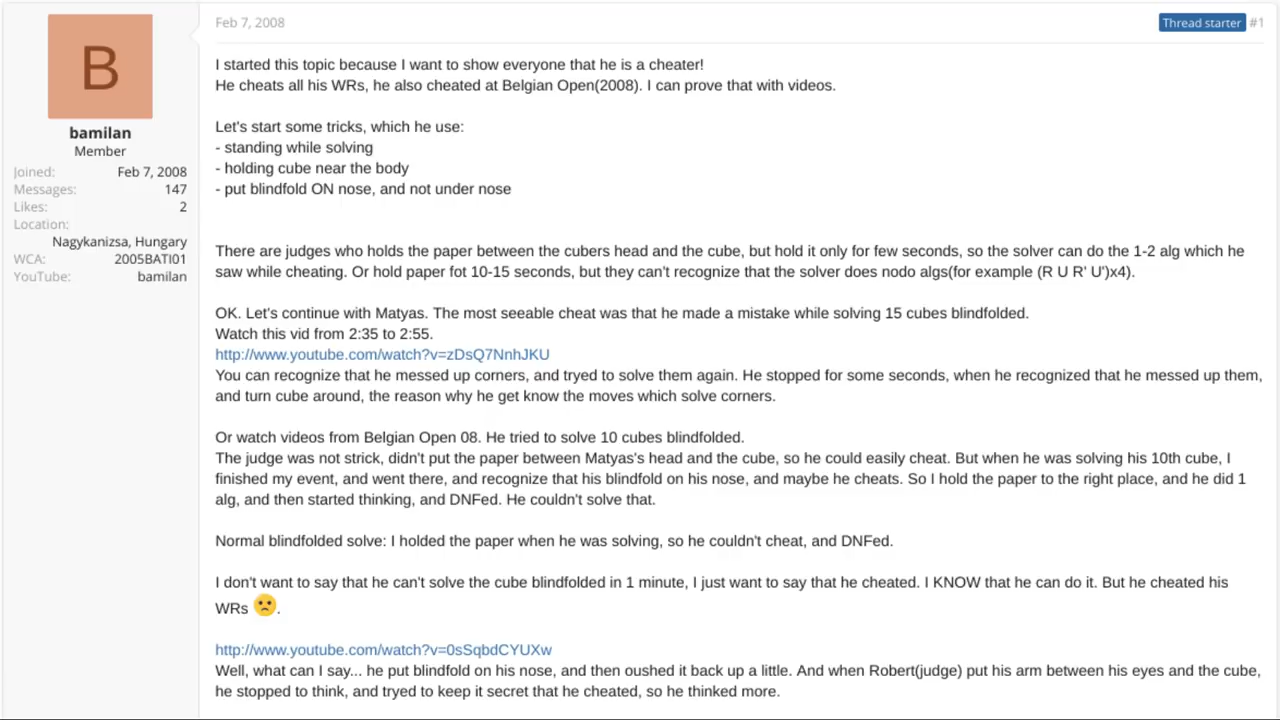 B
bamilan
Member
Joined: Feb 7, 2008
Messages: 147
Likes: 2
Location:
Nagykanizsa, Hungary
WCA: 2005BATI01
YouTube: bamilan
Feb 7, 2008
Thread starter #1
I started this topic because I want to show everyone that he is a cheater!
He cheats all his WRs, he also cheated at Belgian Open(2008). I can prove that with videos.
Let's start some tricks, which he use:
- standing while solving
- holding cube near the body
- put blindfold ON nose, and not under nose
There are judges who holds the paper between the cubers head and the cube, but hold it only for few seconds, so the solver can do the 1-2 alg which he
saw while cheating. Or hold paper fot 10-15 seconds, but they can't recognize that the solver does nodo algs(for example (R U R' U')x4).
OK. Let's continue with Matyas. The most seeable cheat was that he made a mistake while solving 15 cubes blindfolded.
Watch this vid from 2:35 to 2:55.
http://www.youtube.com/watch?v=zDsQ7NnhJKU
You can recognize that he messed up corners, and tryed to solve them again. He stopped for some seconds, when he recognized that he messed up them,
and turn cube around, the reason why he get know the moves which solve corners.
Or watch videos from Belgian Open 08. He tried to solve 10 cubes blindfolded.
The judge was not strick, didn't put the paper between Matyas's head and the cube, so he could easily cheat. But when he was solving his 10th cube, I
finished my event, and went there, and recognize that his blindfold on his nose, and maybe he cheats. So I hold the paper to the right place, and he did 1
alg, and then started thinking, and DNFed. He couldn't solve that.
Normal blindfolded solve: I holded the paper when he was solving, so he couldn't cheat, and DNFed.
I don't want to say that he can't solve the cube blindfolded in 1 minute, I just want to say that he cheated. I KNOW that he can do it. But he cheated his
WRs 🙁.
http://www.youtube.com/watch?v=0sSqbdCYUXw
Well, what can I say... he put blindfold on his nose, and then oushed it back up a little. And when Robert(judge) put his arm between his eyes and the cube,
he stopped to think, and tryed to keep it secret that he cheated, so he thinked more.